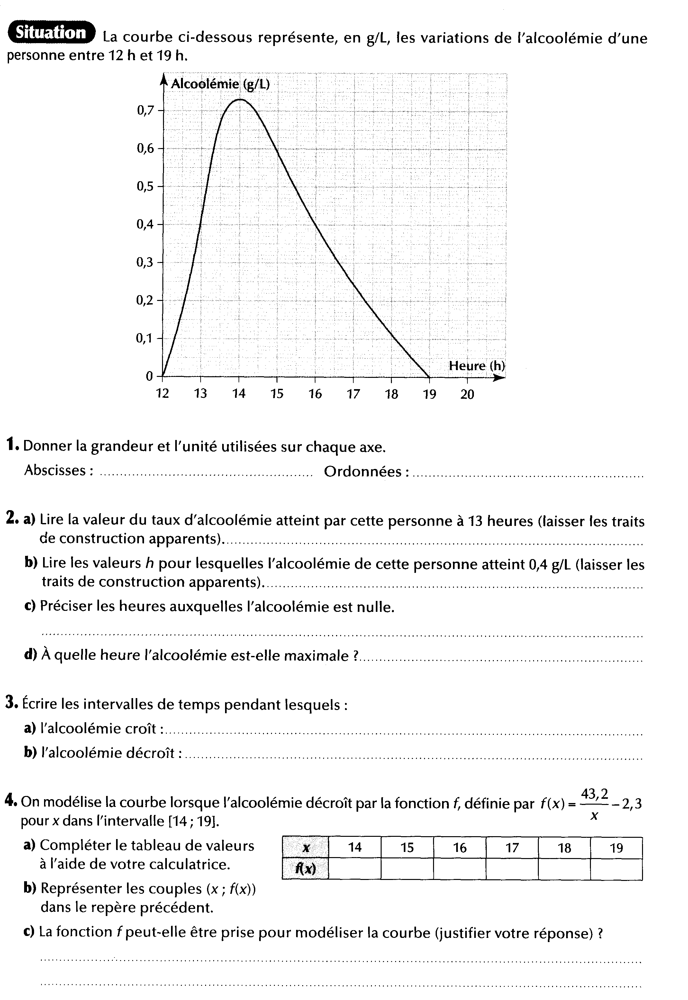 Situation La courbe ci-dessous représente, en g/L, les variations de l'alcoolémie d'une
personne entre 12 h et 19 h.
Alcoolémie (g/L)
0,7
0,6
0,5
0,4
0,3
0,2
0,1
0
Heure (h)
12 13 14 15 16 17 18 19 20
1. Donner la grandeur et l'unité utilisées sur chaque axe.
Abscisses : .................................................... Ordonnées : ........................................................
2. a) Lire la valeur du taux d'alcoolémie atteint par cette personne à 13 heures (laisser les traits
de construction apparents)......................................................................................................
b) Lire les valeurs h pour lesquelles l'alcoolémie de cette personne atteint 0,4 g/L (laisser les
traits de construction apparents)..............................................................................................
c) Préciser les heures auxquelles l'alcoolémie est nulle.
....................................................................................................................................................
d) À quelle heure l'alcoolémie est-elle maximale ?......................................................................
3. Écrire les intervalles de temps pendant lesquels :
a) l'alcoolémie croît :......................................................................................................................
b) l'alcoolémie décroît : .................................................................................................................
4. On modélise la courbe lorsque l'alcoolémie décroît par la fonction f, définie par f(x) = 43,2/x – 2,3
pour x dans l'intervalle [14 ; 19].
a) Compléter le tableau de valeurs
à l'aide de votre calculatrice.
x 14 15 16 17 18 19
f(x)
b) Représenter les couples (x ; f(x))
dans le repère précédent.
c) La fonction f peut-elle être prise pour modéliser la courbe (justifier votre réponse) ?
....................................................................................................................................................
....................................................................................................................................................